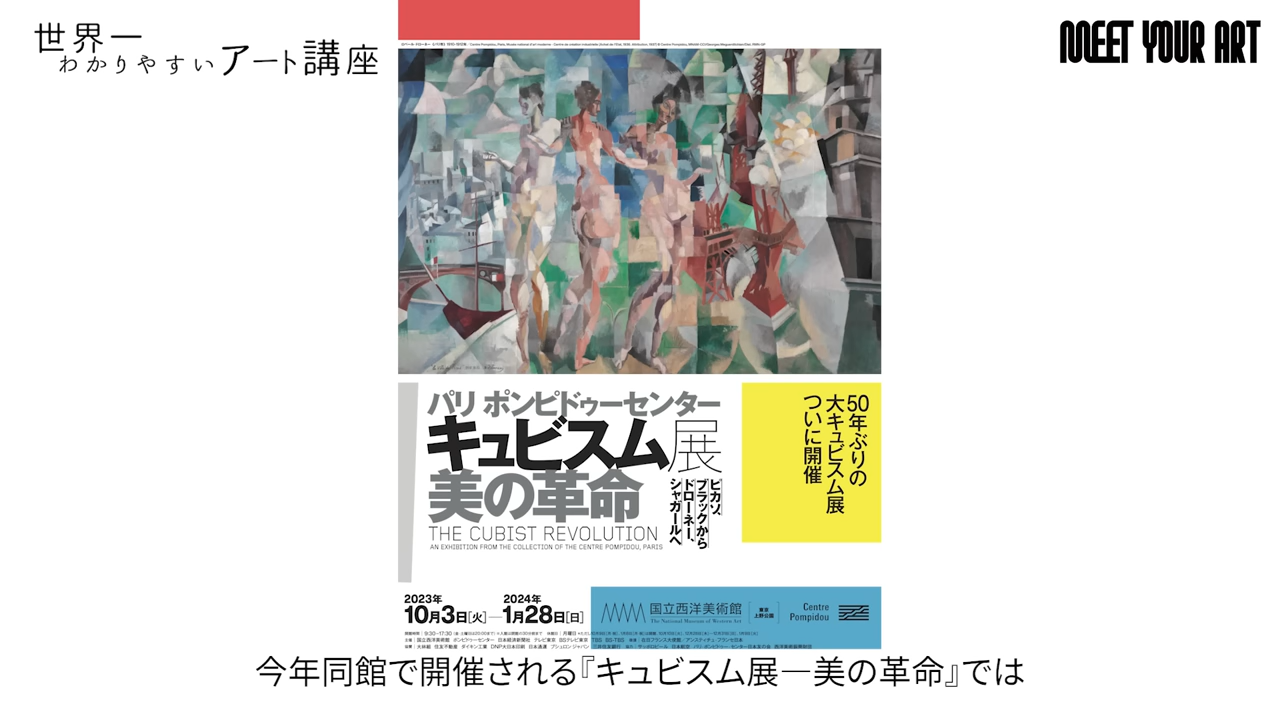 世界一
わかりやすいアート講座
MEET YOUR ART
パリ ポンピドゥーセンター
キュビスム展
美の革命
ピカソ、
ブラックから
ドローネー、
シャガールへ
THE CUBIST REVOLUTION
AN EXHIBITION FROM THE COLLECTION OF THE CENTRE POMPIDOU, PARIS
50年ぶりの
大キュビスム展
ついに開催
2023年
10月3日[火]—2024年1月28日[日]
国立西洋美術館
The National Museum of Western Art
東京
上野公園
Centre
Pompidou
今年同館で開催される『キュビスム展―美の革命』では